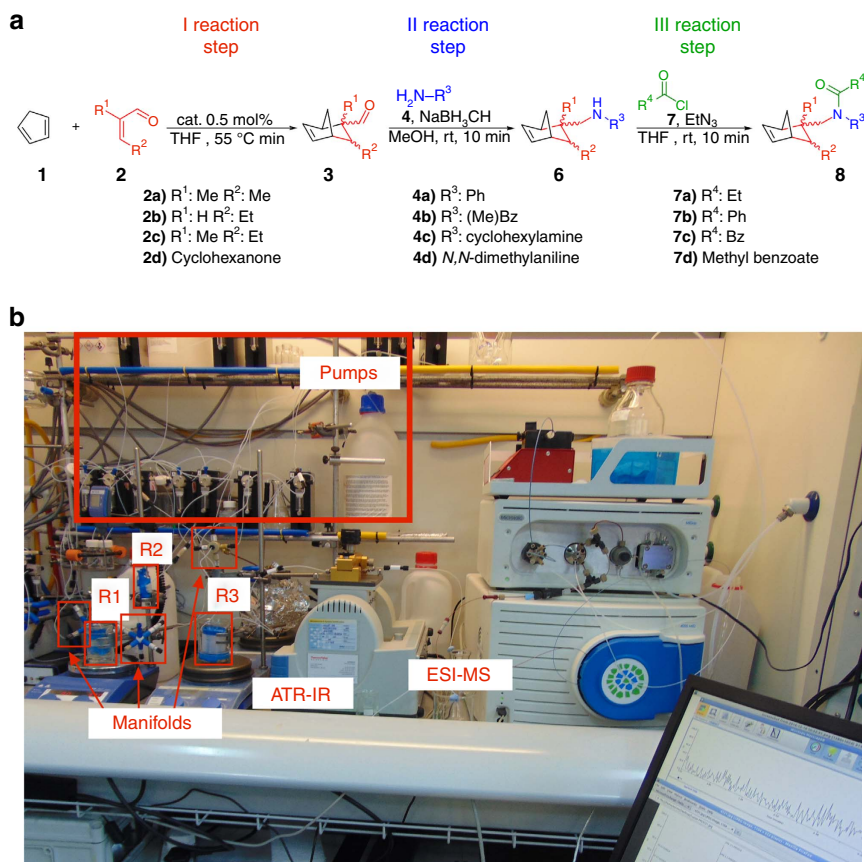 a
I reaction step
II reaction step
III reaction step
1
+
R¹
O
R²
2
cat. 0.5 mol%
THF , 55 °C min
R¹
O
R²
3
H₂N–R³
4, NaBH₃CH
MeOH, rt, 10 min
R¹
H
N
R³
R²
6
O
R⁴
Cl
7, EtN₃
THF , rt, 10 min
O
R⁴
R¹
N
R³
R²
8
2a) R¹: Me R²: Me
2b) R¹: H R²: Et
2c) R¹: Me R²: Et
2d) Cyclohexanone
4a) R³: Ph
4b) R³: (Me)Bz
4c) R³: cyclohexylamine
4d) N,N-dimethylaniline
7a) R⁴: Et
7b) R⁴: Ph
7c) R⁴: Bz
7d) Methyl benzoate
b
Pumps
R2
R1
R3
ATR-IR
ESI-MS
Manifolds